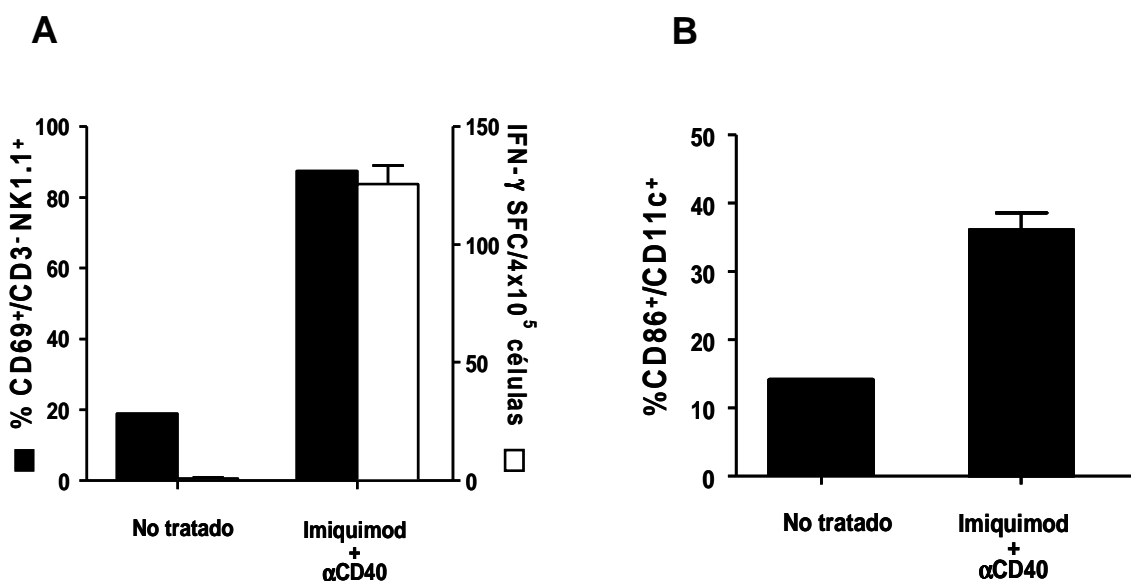 A
B
% CD69⁺/CD3⁻NK1.1⁺
100
80
60
40
20
0
150
100
50
0
IFN-γ SFC/4x10⁵ células
No tratado
Imiquimod
+
αCD40
%CD86⁺/CD11c⁺
50
40
30
20
10
0
No tratado
Imiquimod
+
αCD40